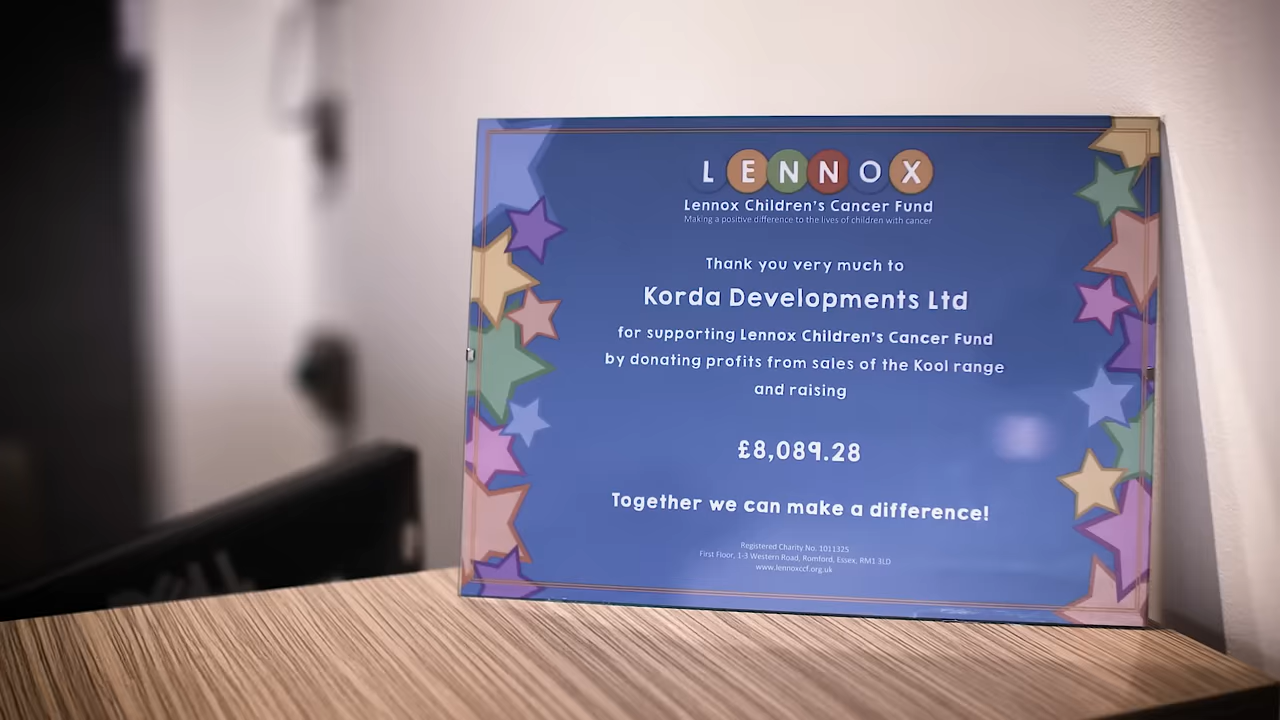 LENNOX
Lennox Children's Cancer Fund
Making a positive difference to the lives of children with cancer
Thank you very much to
Korda Developments Ltd
for supporting Lennox Children's Cancer Fund
by donating profits from sales of the Kool range
and raising
£8,089.28
Together we can make a difference!
Registered Charity No. 1011325
First Floor, 1-3 Western Road, Romford, Essex, RM1 3LD
www.lennoxccf.org.uk